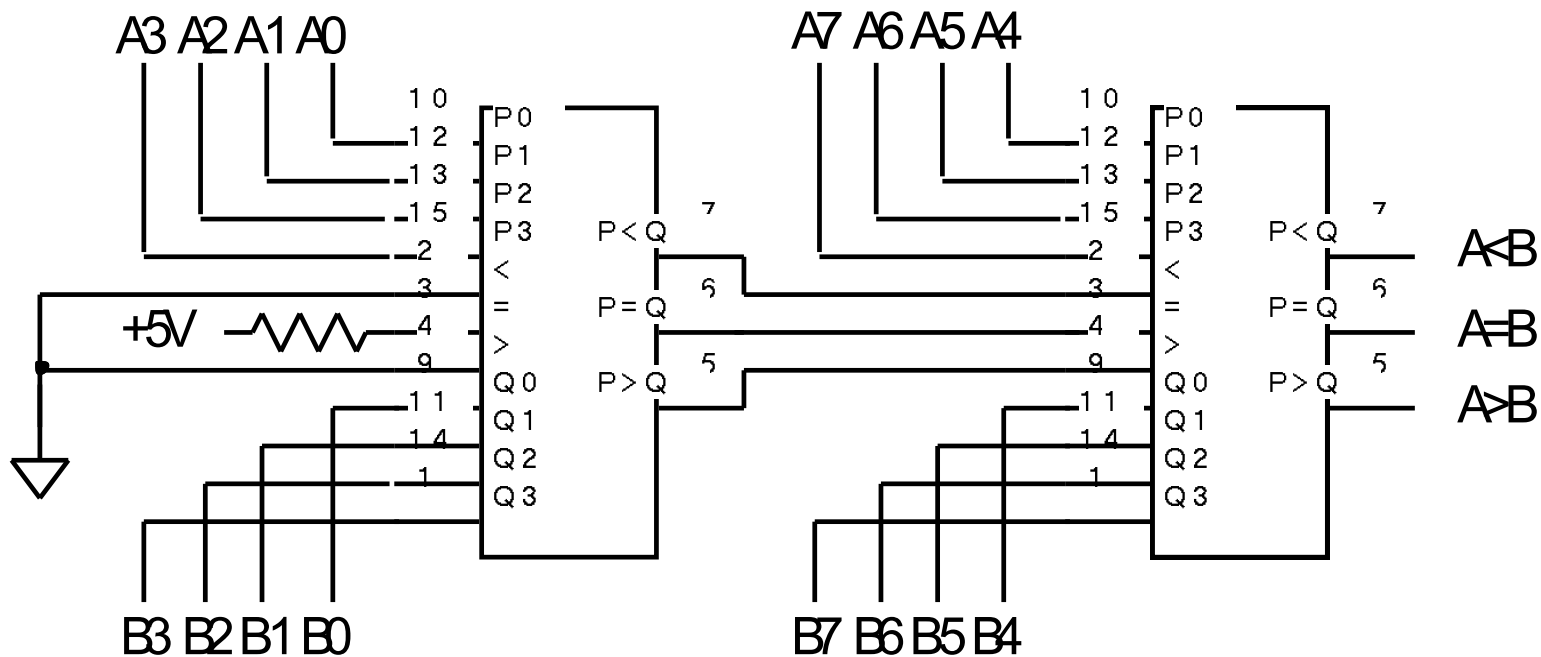 A3 A2 A1 A0
A7 A6 A5 A4
10
P0
12
P1
13
P2
15
P3
2
<
3
=
4
>
9
Q0
11
Q1
14
Q2
1
Q3
P<Q
7
P=Q
6
P>Q
5
+5V
B3 B2 B1 B0
10
P0
12
P1
13
P2
15
P3
2
<
3
=
4
>
9
Q0
11
Q1
14
Q2
1
Q3
P<Q
7
P=Q
6
P>Q
5
A<B
A=B
A>B
B7 B6 B5 B4